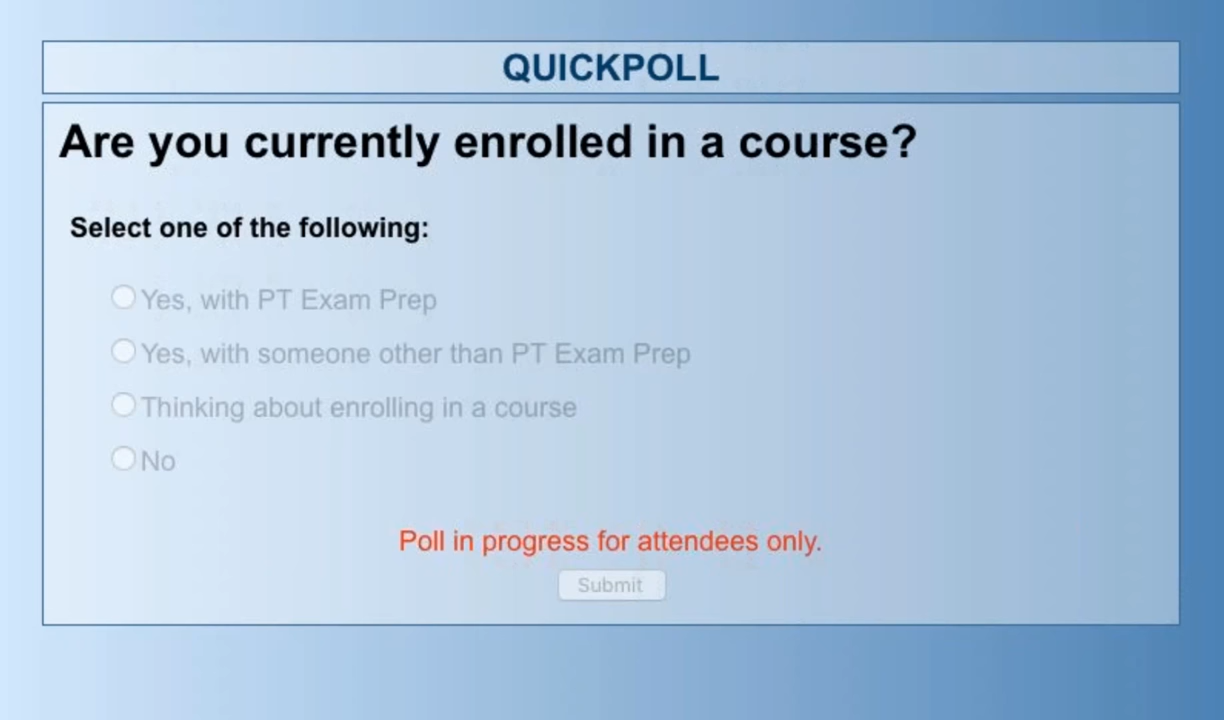 QUICKPOLL
Are you currently enrolled in a course?
Select one of the following:
Yes, with PT Exam Prep
Yes, with someone other than PT Exam Prep
Thinking about enrolling in a course
No
Poll in progress for attendees only.
Submit